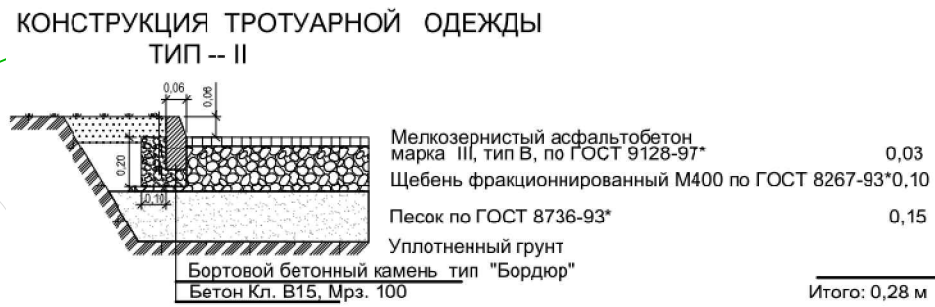 КОНСТРУКЦИЯ ТРОТУАРНОЙ ОДЕЖДЫ
ТИП -- II
0,06
0,06
Мелкозернистый асфальтобетон
марка III, тип В, по ГОСТ 9128-97* 0,03
0,20
Щебень фракционнированный М400 по ГОСТ 8267-93*0,10
0,10
Песок по ГОСТ 8736-93* 0,15
Уплотненный грунт
Бортовой бетонный камень тип "Бордюр"
Бетон Кл. В15, Мрз. 100
Итого: 0,28 м